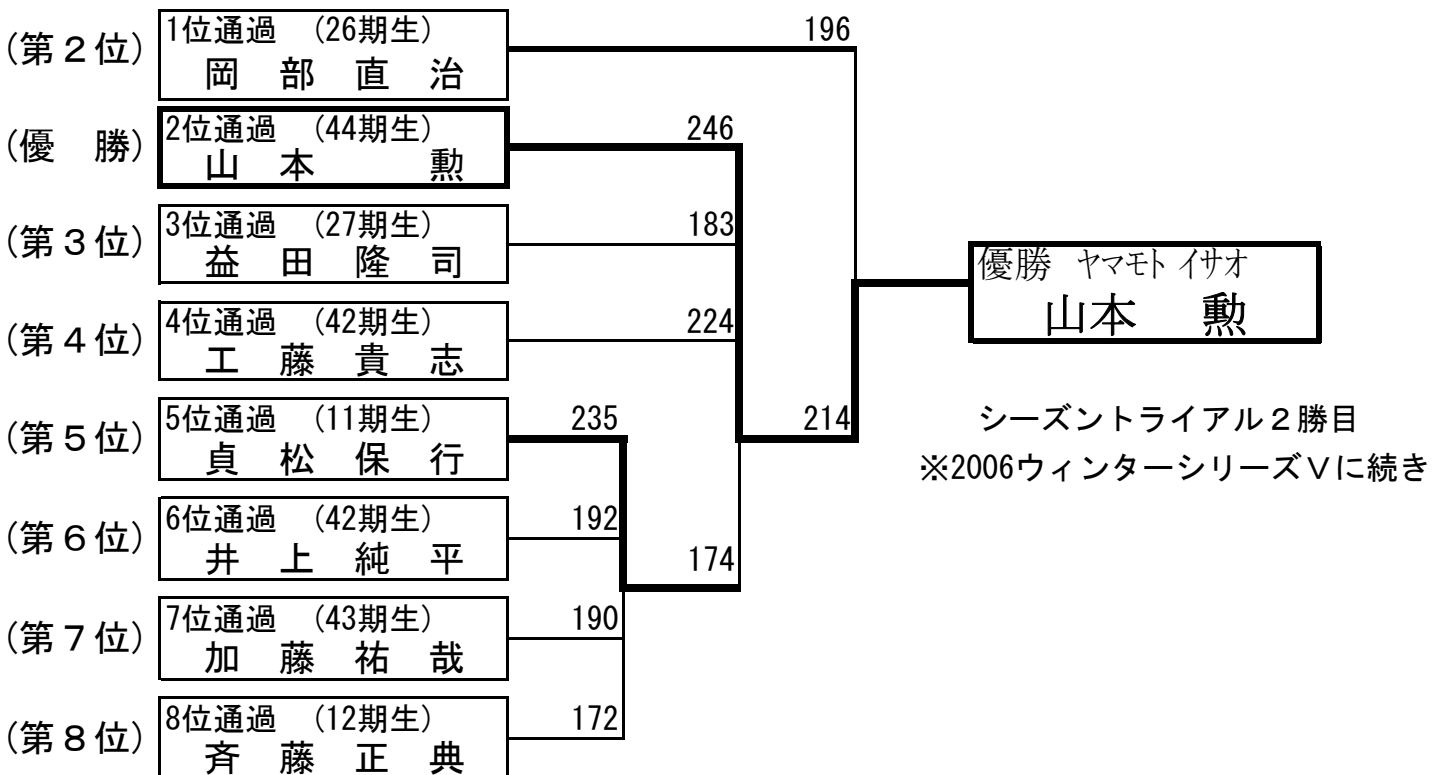 (第２位)
1位通過　(26期生)
岡　部　直　治
196
(優　勝)
2位通過　(44期生)
山　本　　　勲
246
(第３位)
3位通過　(27期生)
益　田　隆　司
183
優勝 ヤマモト イサオ
山本　勲
(第４位)
4位通過　(42期生)
工　藤　貴　志
224
(第５位)
5位通過　(11期生)
貞　松　保　行
235
214
シーズントライアル２勝目
※2006ウィンターシリーズＶに続き
(第６位)
6位通過　(42期生)
井　上　純　平
192
174
(第７位)
7位通過　(43期生)
加　藤　祐　哉
190
(第８位)
8位通過　(12期生)
斉　藤　正　典
172